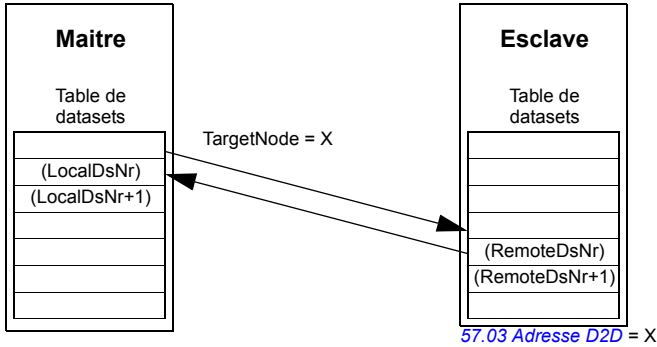 Maitre
Table de
datasets
(LocalDsNr)
(LocalDsNr+1)
TargetNode = X
Esclave
Table de
datasets
(RemoteDsNr)
(RemoteDsNr+1)
57.03 Adresse D2D = X